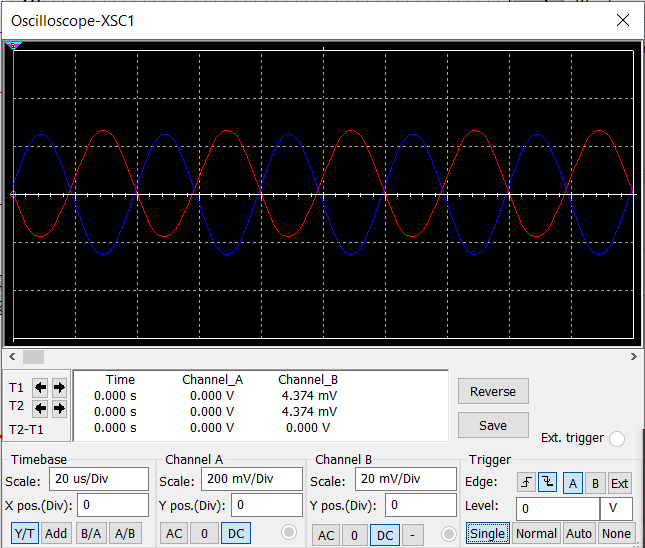 Oscilloscope-XSC1
Time Channel_A Channel_B
T1 0.000 s 0.000 V 4.374 mV
T2 0.000 s 0.000 V 4.374 mV
T2-T1 0.000 s 0.000 V 0.000 V
Reverse
Save
Ext. trigger
Timebase Channel A Channel B Trigger
Scale: 20 us/Div Scale: 200 mV/Div Scale: 20 mV/Div Edge: A B Ext
X pos.(Div): 0 Y pos.(Div): 0 Y pos.(Div): 0 Level: 0 V
Y/T Add B/A A/B AC 0 DC AC 0 DC - Single Normal Auto None